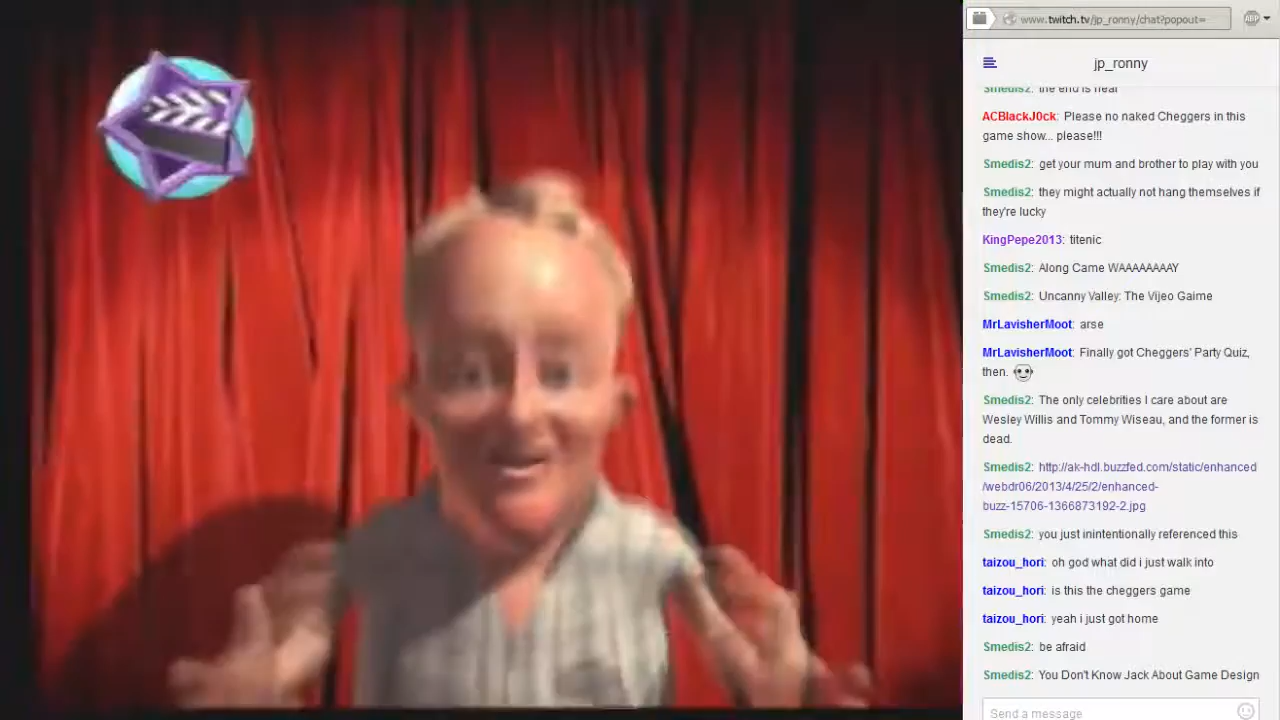 www.twitch.tv/jp_ronny/chat?popout=
ABP
jp_ronny
Smedis2: the end is near
ACBlackJ0ck: Please no naked Cheggers in this
game show... please!!!
Smedis2: get your mum and brother to play with you
Smedis2: they might actually not hang themselves if
they're lucky
KingPepe2013: titenic
Smedis2: Along Came WAAAAAAAY
Smedis2: Uncanny Valley: The Vijeo Gaime
MrLavisherMoot: arse
MrLavisherMoot: Finally got Cheggers' Party Quiz,
then.
Smedis2: The only celebrities I care about are
Wesley Willis and Tommy Wiseau, and the former is
dead.
Smedis2: http://ak-hdl.buzzfed.com/static/enhanced
/webdr06/2013/4/25/2/enhanced-
buzz-15706-1366873192-2.jpg
Smedis2: you just inintentionally referenced this
taizou_hori: oh god what did i just walk into
taizou_hori: is this the cheggers game
taizou_hori: yeah i just got home
Smedis2: be afraid
Smedis2: You Don't Know Jack About Game Design
Send a message